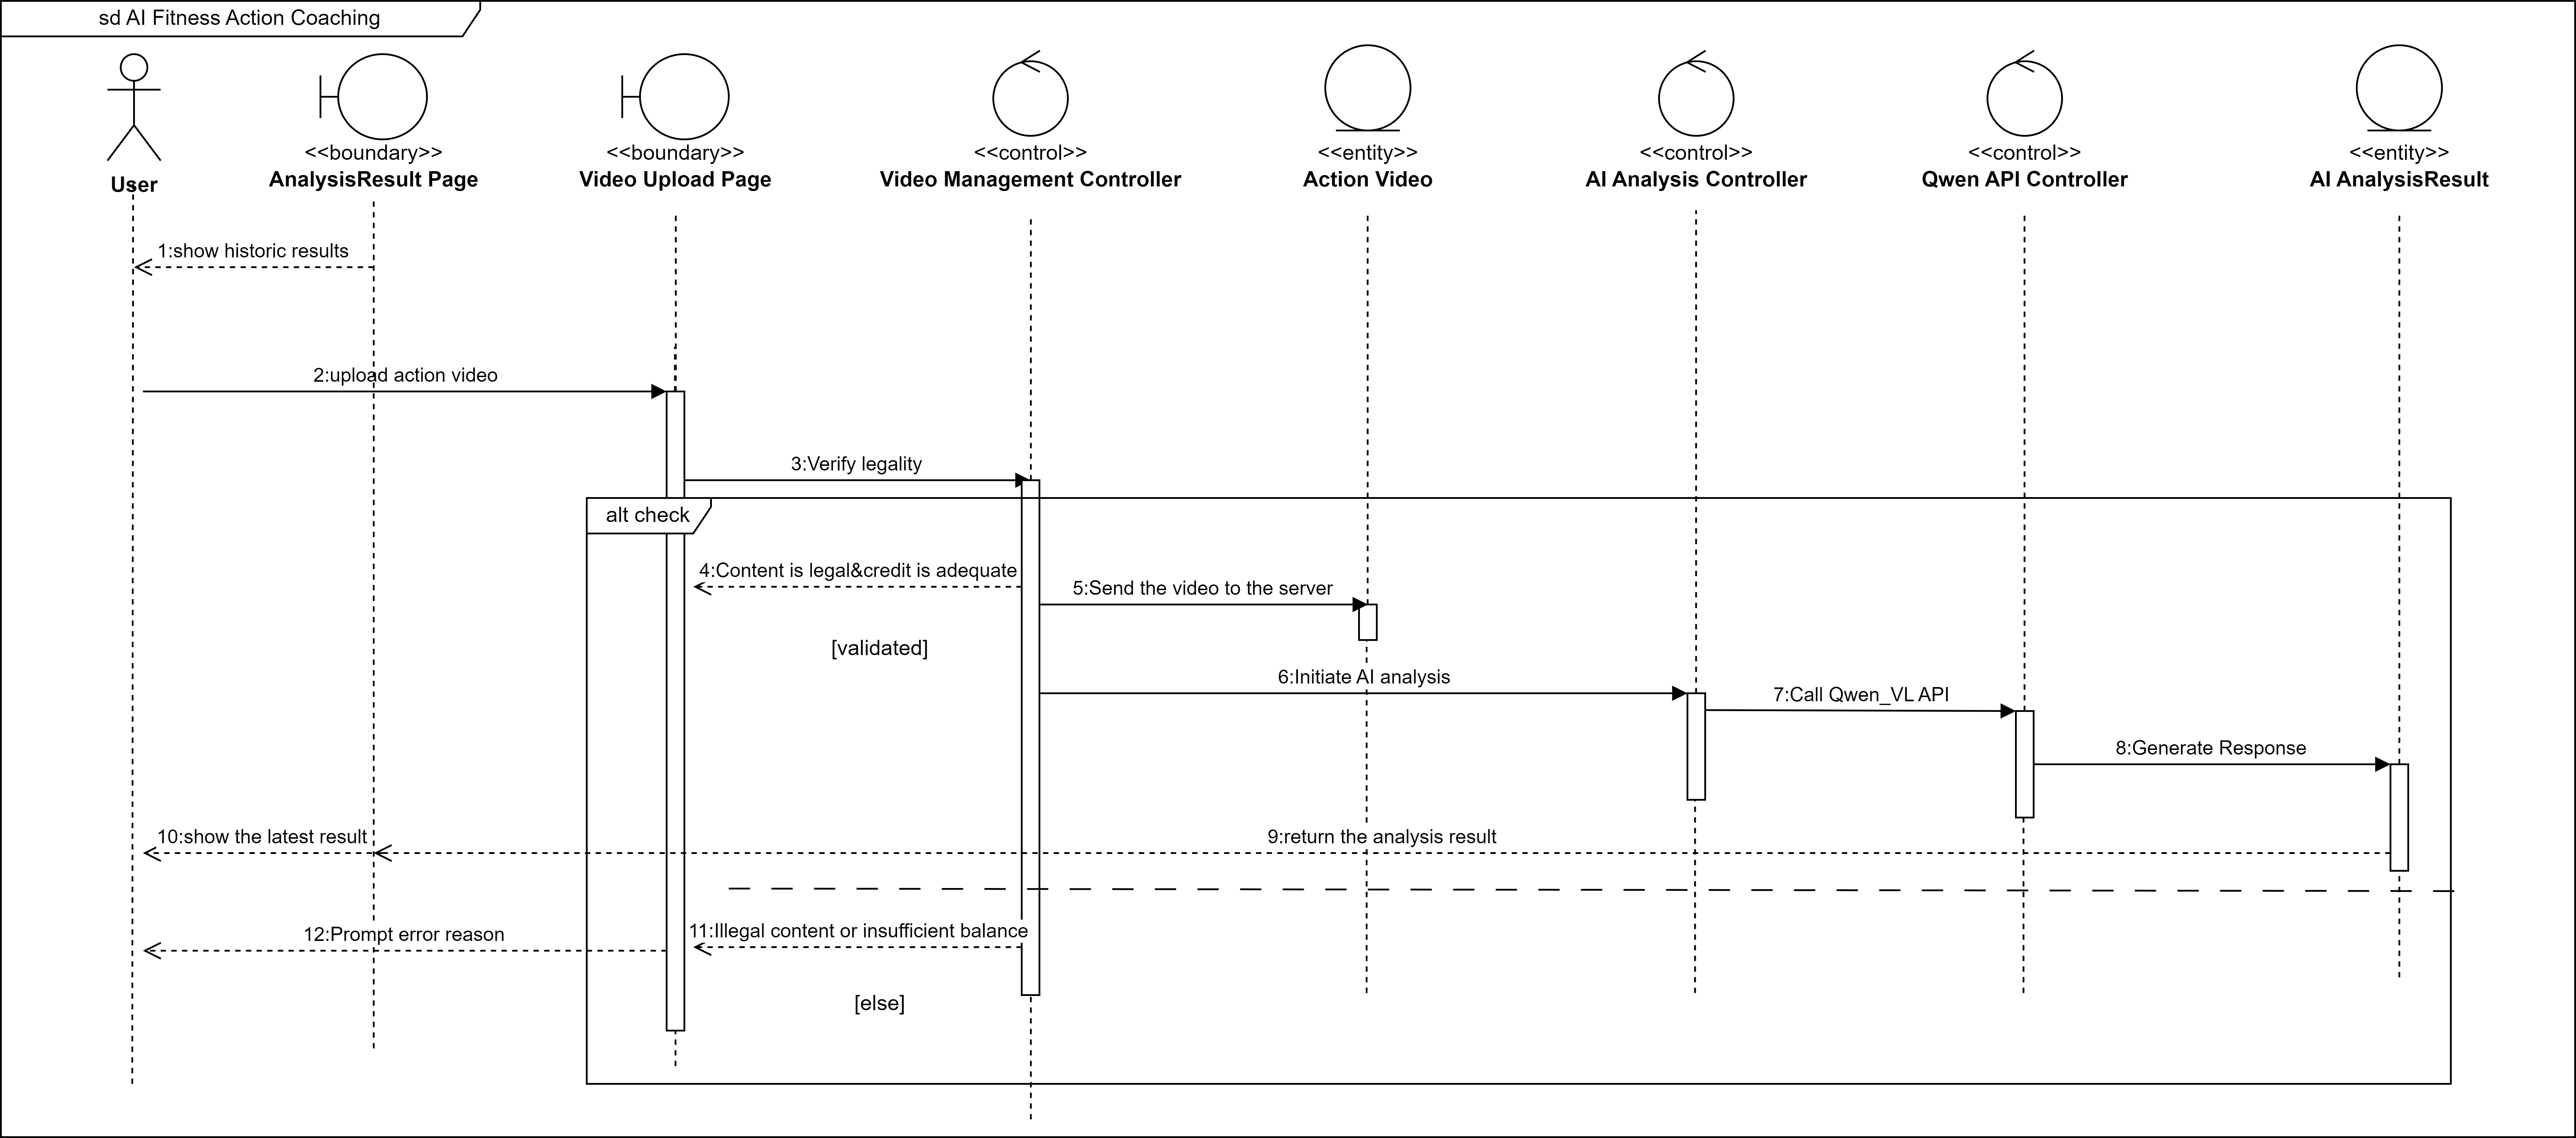 sd AI Fitness Action Coaching
User
<<boundary>>
AnalysisResult Page
<<boundary>>
Video Upload Page
<<control>>
Video Management Controller
<<entity>>
Action Video
<<control>>
AI Analysis Controller
<<control>>
Qwen API Controller
<<entity>>
AI AnalysisResult
1:show historic results
2:upload action video
3:Verify legality
alt check
4:Content is legal&credit is adequate
5:Send the video to the server
[validated]
6:Initiate AI analysis
7:Call Qwen_VL API
8:Generate Response
10:show the latest result
9:return the analysis result
12:Prompt error reason
11:Illegal content or insufficient balance
[else]